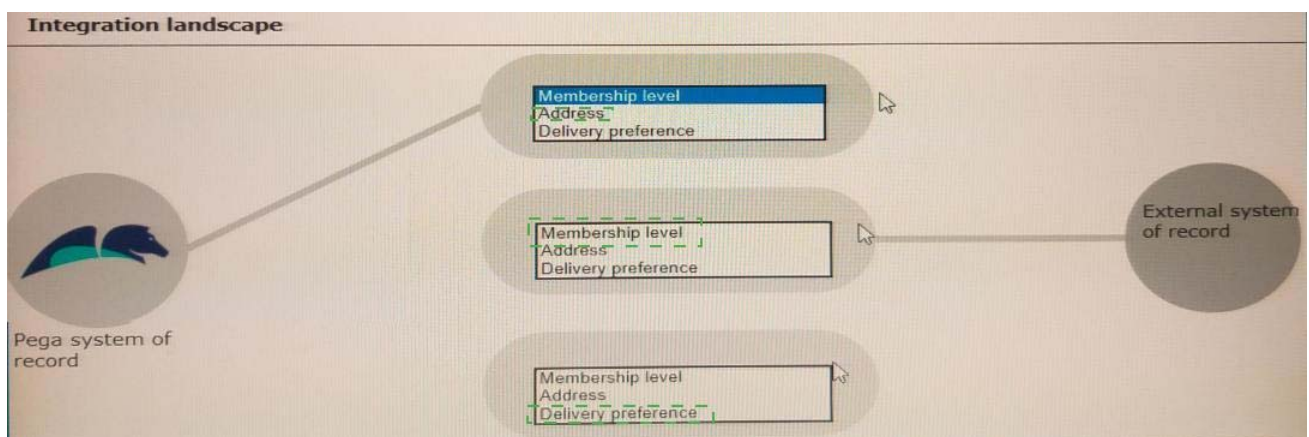 Integration landscape
Membership level
Address
Delivery preference
Membership level
Address
Delivery preference
External system
of record
Pega system of
record
Membership level
Address
Delivery preference